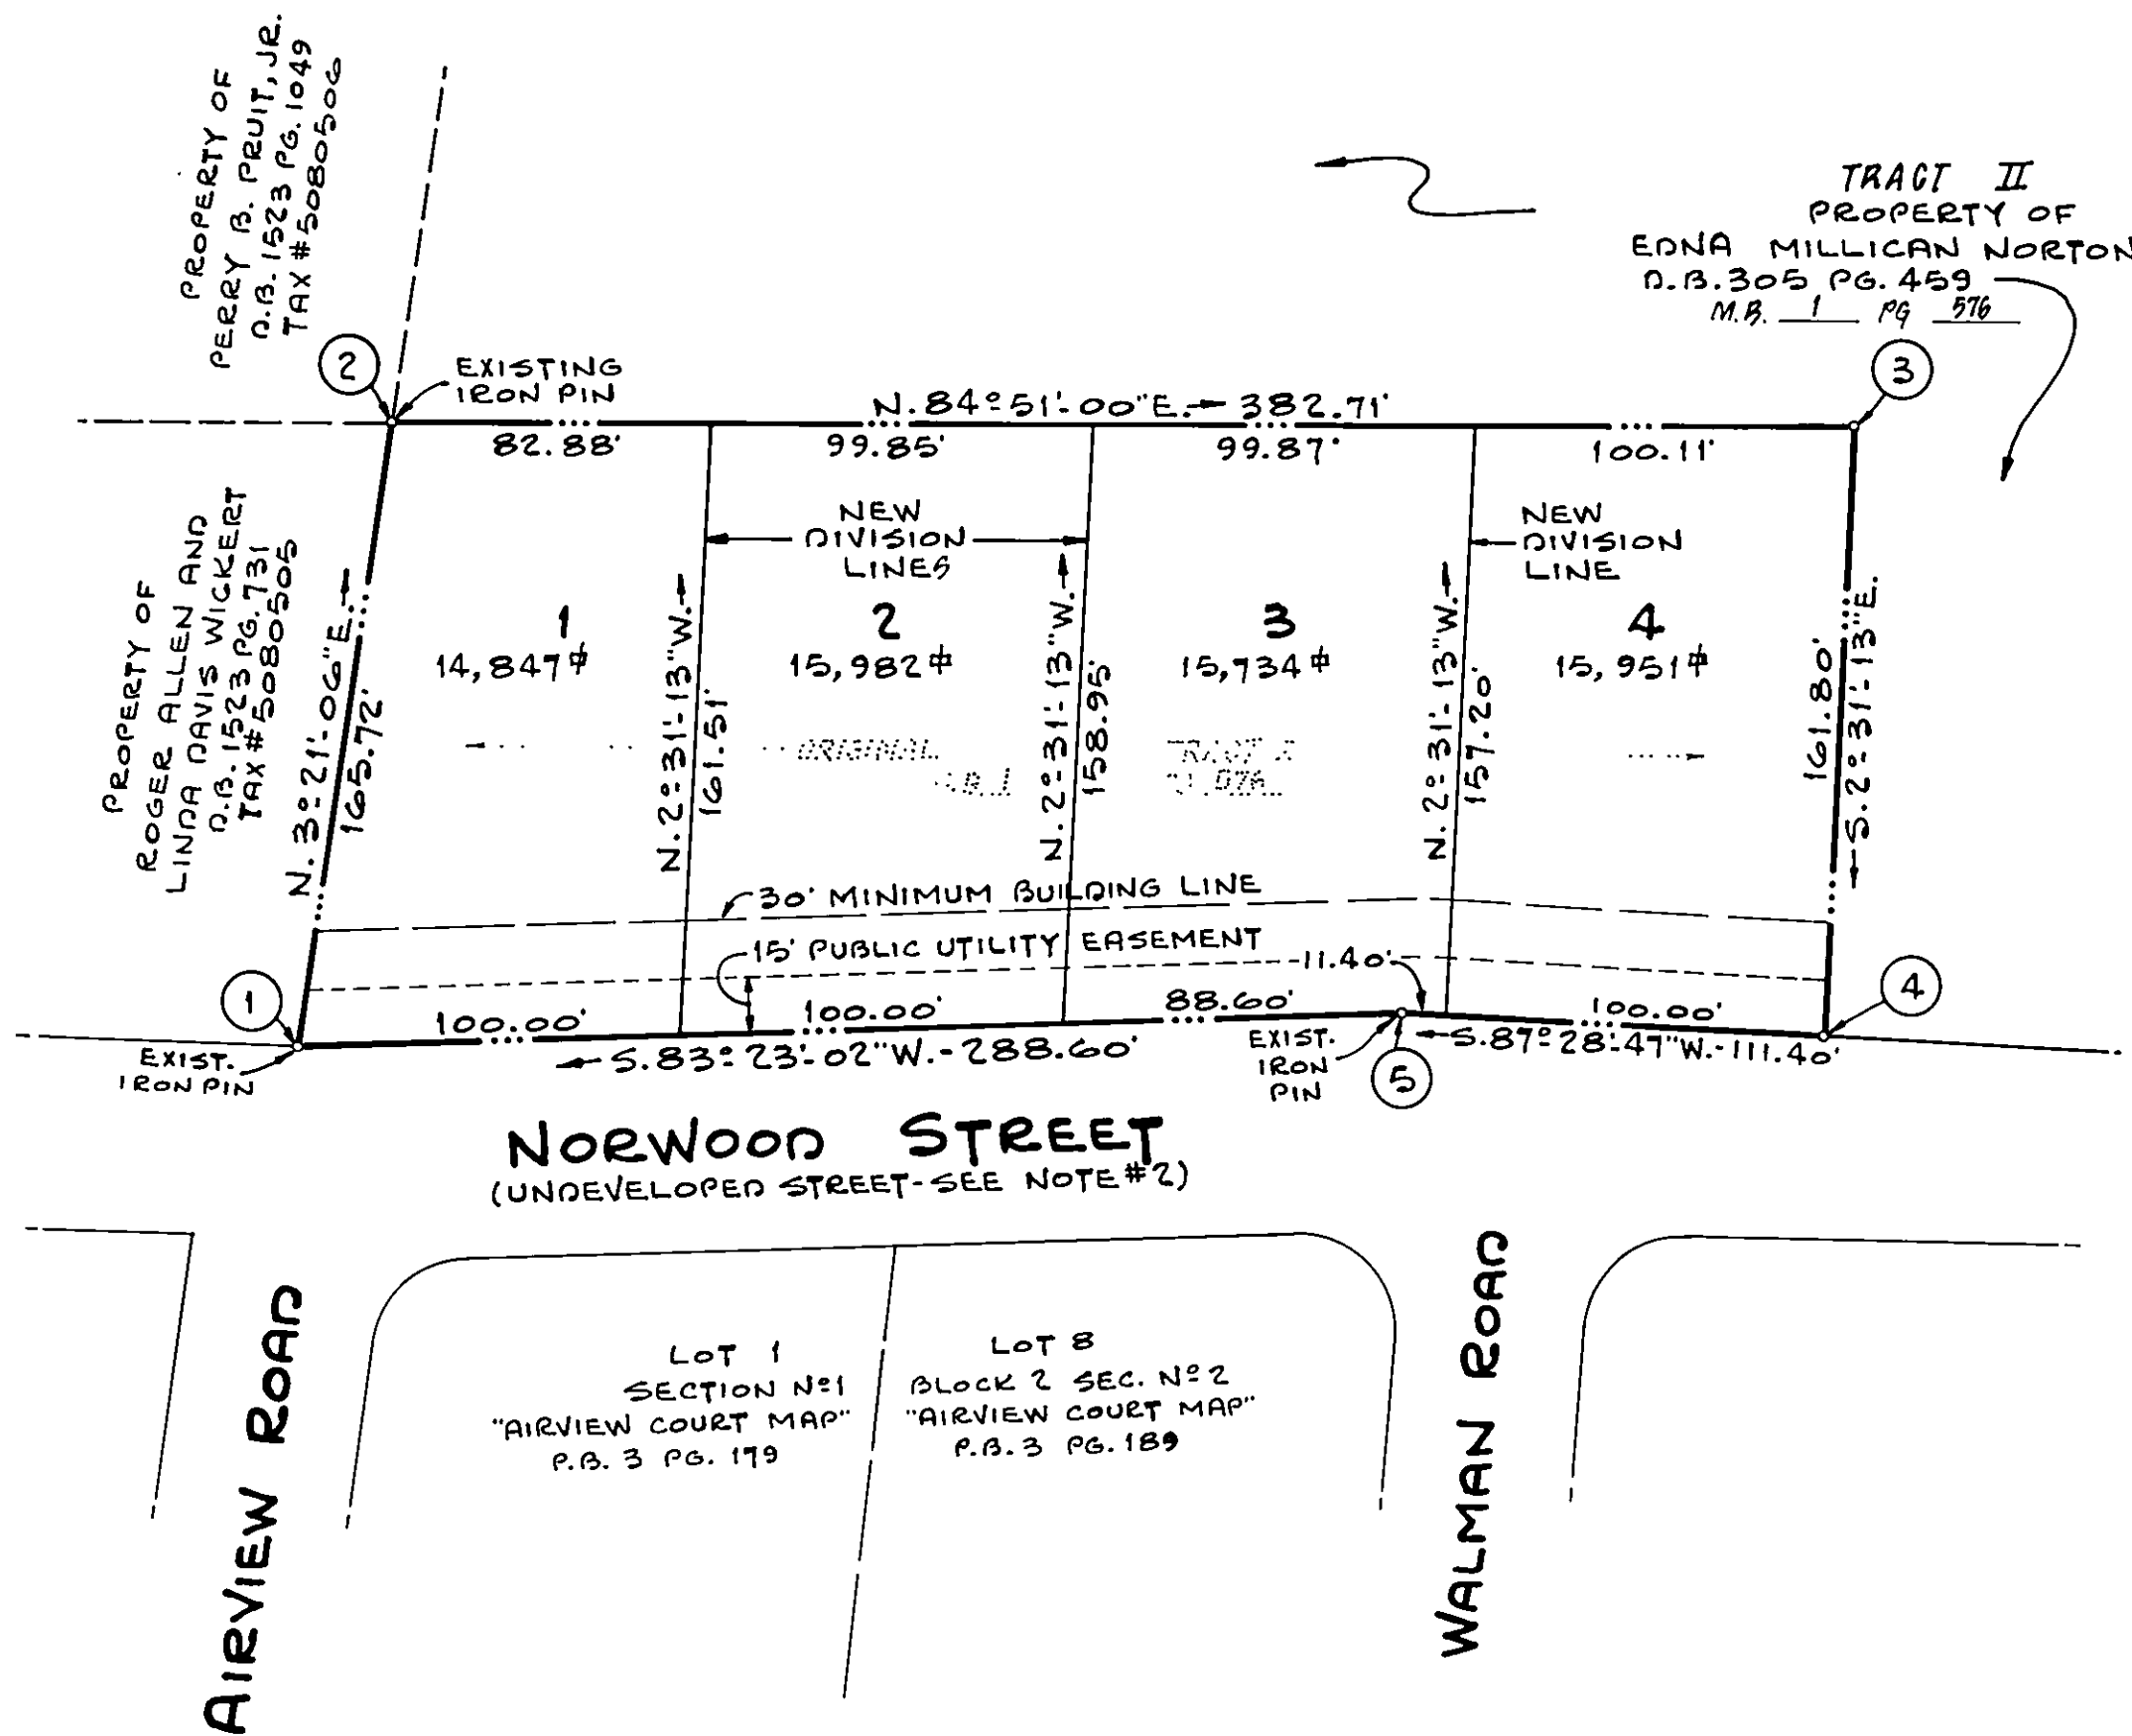 PROPERTY OF
PERRY B. PRUIT, JR.
D.B. 1523 PG. 1049
TAX #5080506
TRACT II
PROPERTY OF
EDNA MILLICAN NORTON
D.B. 305 PG. 459
M.B. 1 PG 576
2
EXISTING
IRON PIN
3
N. 84°-51'-00"E. 382.71'
82.88'
99.85'
99.87'
100.11'
PROPERTY OF
ROGER ALLEN AND
LINDA DAVIS WICKERT
D.B. 1523 PG. 731
TAX #5080505
N. 3°-21'-06"E.
165.72'
NEW
DIVISION
LINES
NEW
DIVISION
LINE
1
14,847
2
15,982
3
15,734
4
15,951
N. 2°-31'-13"W.
161.51'
N. 2°-31'-13"W.
158.95'
N. 2°-31'-13"W.
157.20'
161.80'
S. 2°-31'-13"E.
ORIGINAL
30' MINIMUM BUILDING LINE
15' PUBLIC UTILITY EASEMENT
11.40'
1
4
100.00'
100.00'
88.60'
100.00'
EXIST.
IRON PIN
S. 83°-23'-02"W. - 288.60'
EXIST.
IRON
PIN
5
S. 87°-28'-47"W. - 111.40'
NORWOOD STREET
(UNDEVELOPED STREET - SEE NOTE #2)
AIRVIEW ROAD
LOT 1
SECTION Nº1
"AIRVIEW COURT MAP"
P.B. 3 PG. 179
LOT 8
BLOCK 2 SEC. Nº2
"AIRVIEW COURT MAP"
P.B. 3 PG. 189
WALMAN ROAD